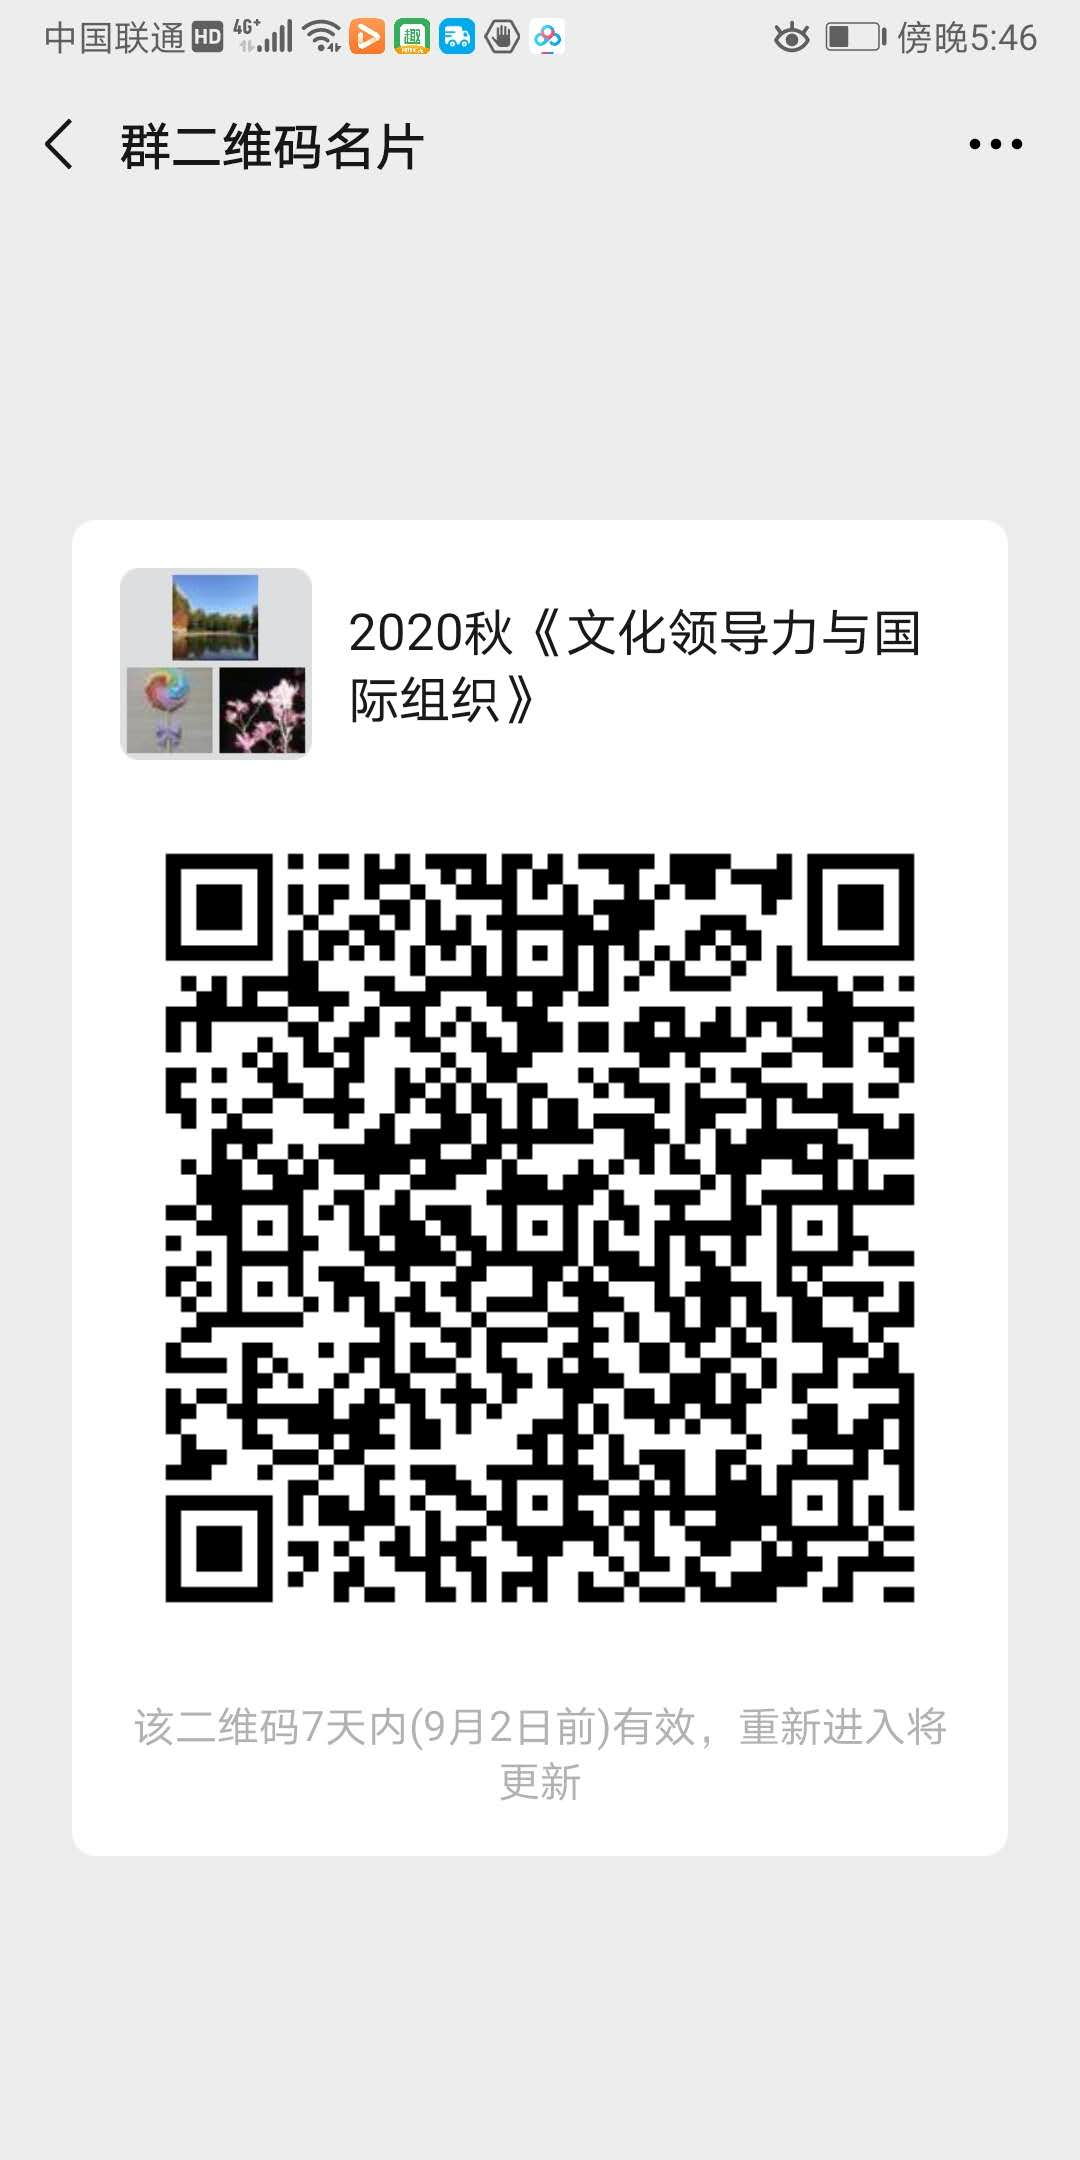 中国联通 HD 4G+ 趣 傍晚5:46
群二维码名片
2020秋《文化领导力与国
际组织》
该二维码7天内(9月2日前)有效，重新进入将
更新